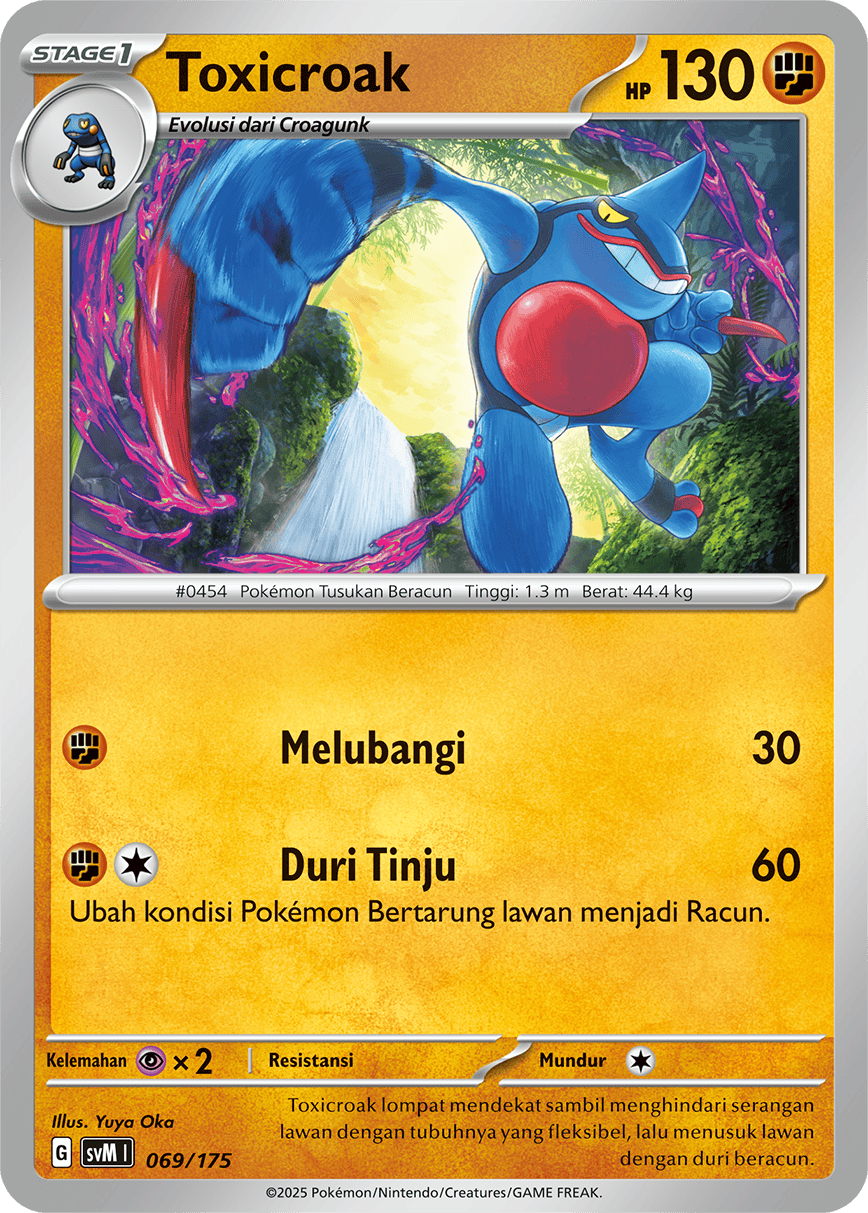 STAGE 1
Toxicroak
HP 130
Evolusi dari Croagunk
#0454 Pokémon Tusukan Beracun Tinggi: 1.3 m Berat: 44.4 kg
Melubangi 30
Duri Tinju 60
Ubah kondisi Pokémon Bertarung lawan menjadi Racun.
Kelemahan × 2 Resistansi Mundur
Illus. Yuya Oka
G svM I 069/175
Toxicroak lompat mendekat sambil menghindari serangan
lawan dengan tubuhnya yang fleksibel, lalu menusuk lawan
dengan duri beracun.
©2025 Pokémon/Nintendo/Creatures/GAME FREAK.